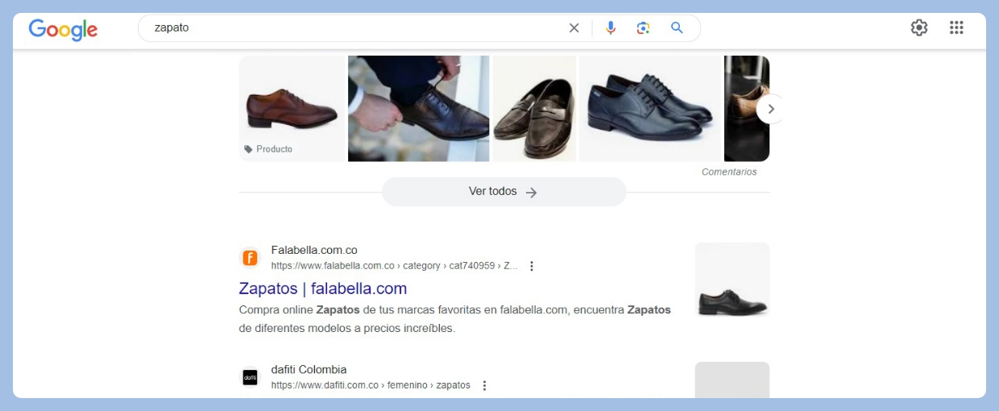 Google
zapato
Producto
Comentarios
Ver todos
Falabella.com.co
https://www.falabella.com.co › category › cat740959 › Z...
Zapatos | falabella.com
Compra online Zapatos de tus marcas favoritas en falabella.com, encuentra Zapatos
de diferentes modelos a precios increíbles.
dafiti
dafiti Colombia
https://www.dafiti.com.co › femenino › zapatos